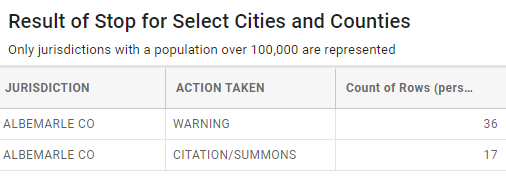 Result of Stop for Select Cities and Counties
Only jurisdictions with a population over 100,000 are represented
JURISDICTION ACTION TAKEN Count of Rows (pers...
ALBEMARLE CO WARNING 36
ALBEMARLE CO CITATION/SUMMONS 17